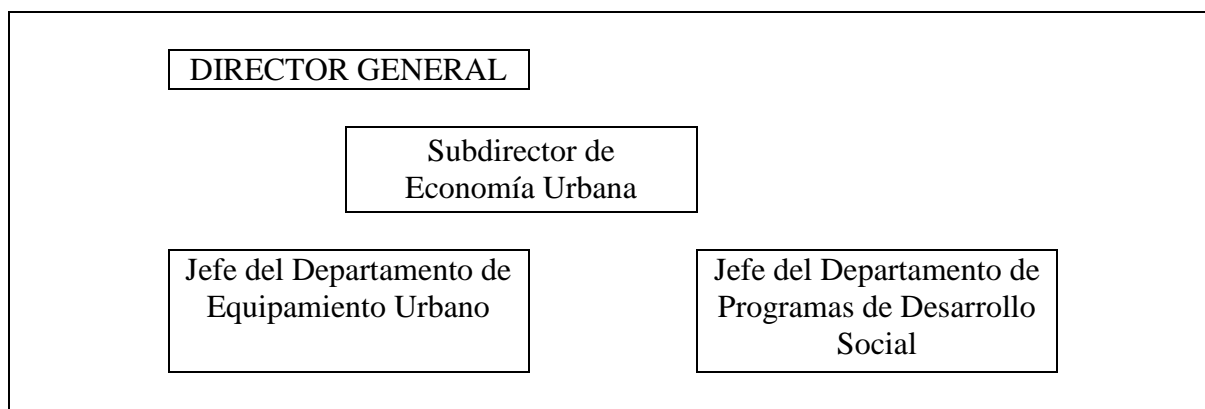 DIRECTOR GENERAL
Subdirector de
Economía Urbana
Jefe del Departamento de
Equipamiento Urbano
Jefe del Departamento de
Programas de Desarrollo
Social